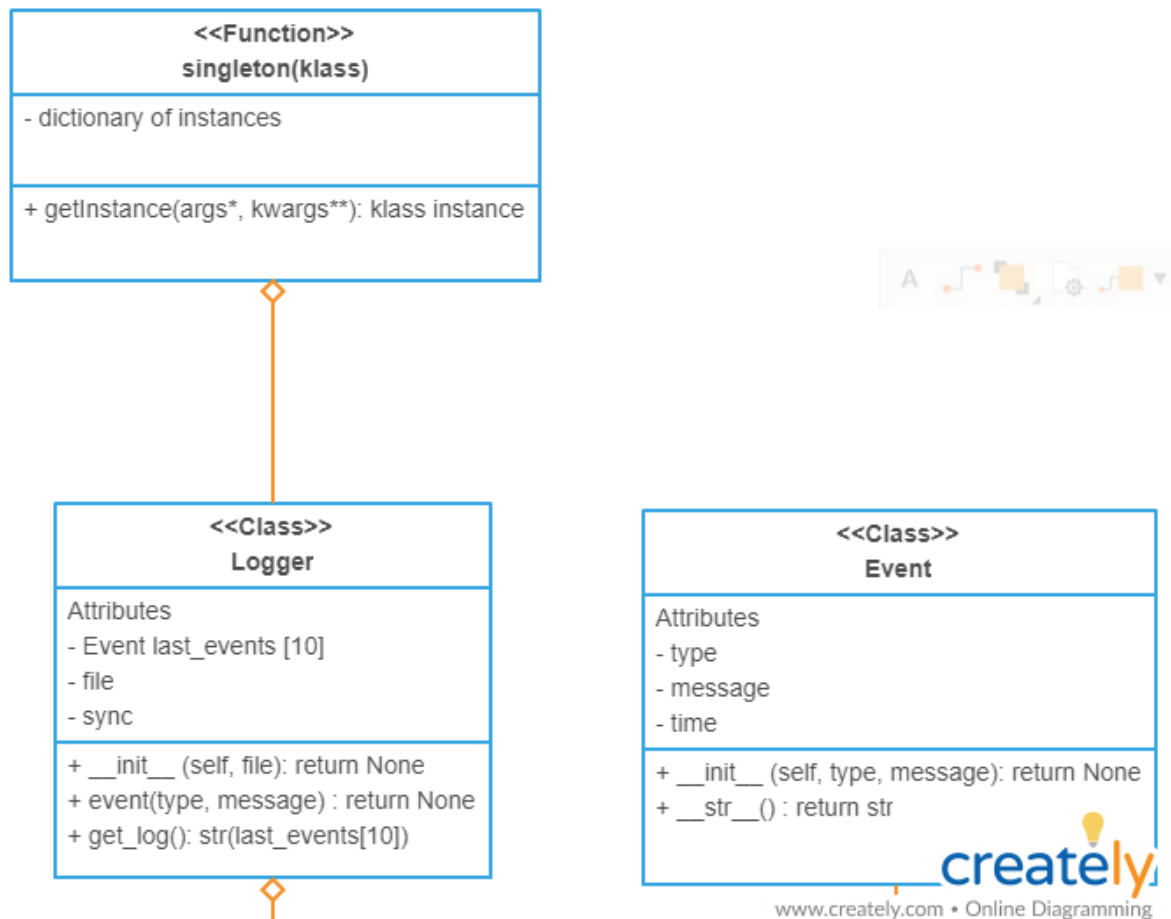 <<Function>>
singleton(klass)
- dictionary of instances
+ getInstance(args*, kwargs**): klass instance
A
<<Class>>
Logger
Attributes
- Event last_events [10]
- file
- sync
+ __init__ (self, file): return None
+ event(type, message) : return None
+ get_log(): str(last_events[10])
<<Class>>
Event
Attributes
- type
- message
- time
+ __init__ (self, type, message): return None
+ __str__() : return str
creately
www.creately.com • Online Diagramming